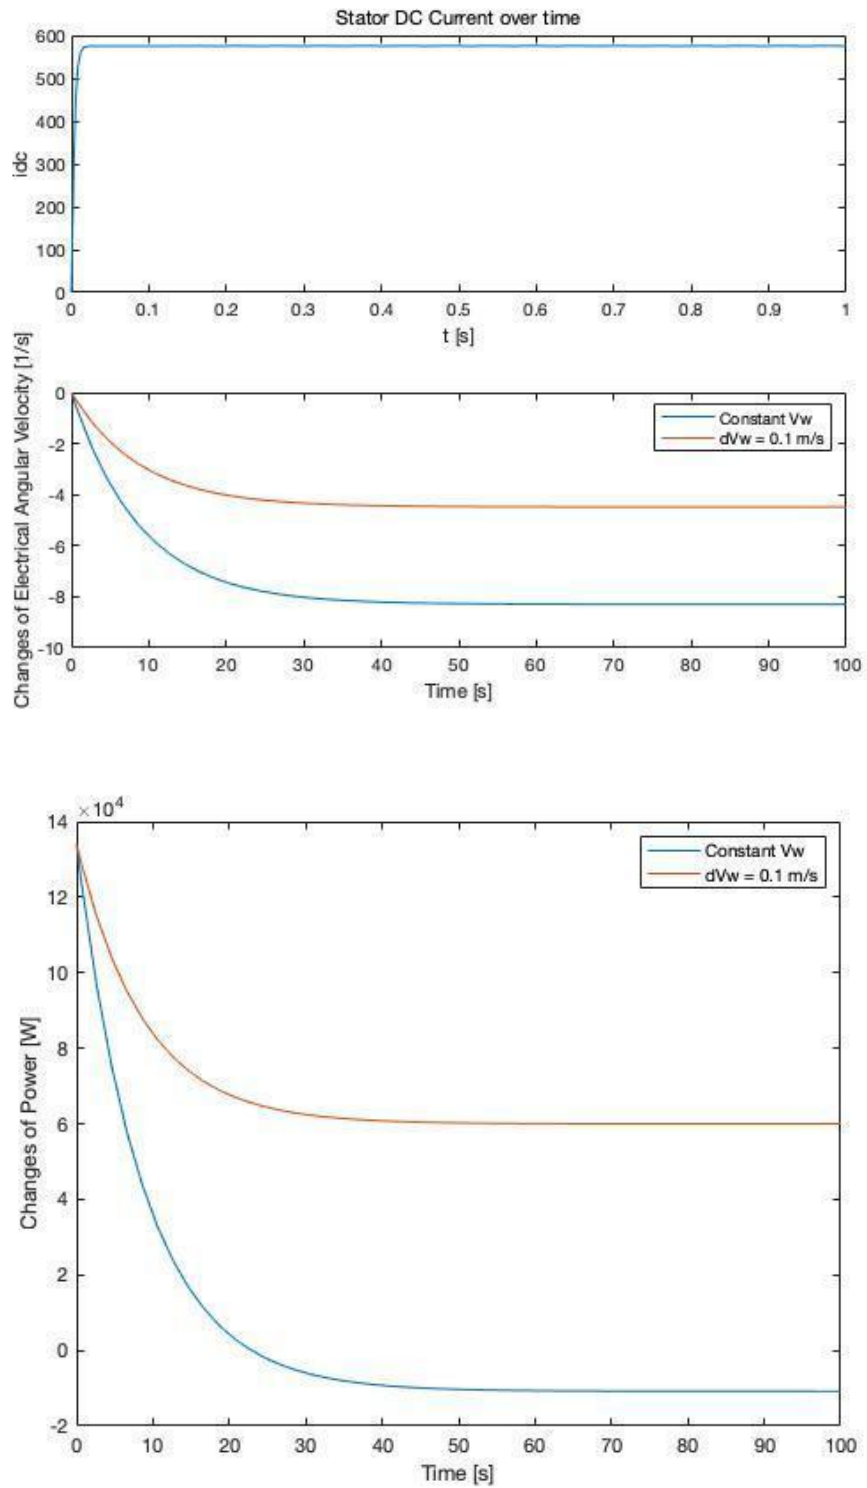 Stator DC Current over time
600
500
400
300
200
100
0
idc
0 0.1 0.2 0.3 0.4 0.5 0.6 0.7 0.8 0.9 1
t [s]
Changes of Electrical Angular Velocity [1/s]
0
-2
-4
-6
-8
-10
Constant Vw
dVw = 0.1 m/s
0 10 20 30 40 50 60 70 80 90 100
Time [s]
×10⁴
14
12
10
8
6
4
2
0
-2
Changes of Power [W]
Constant Vw
dVw = 0.1 m/s
0 10 20 30 40 50 60 70 80 90 100
Time [s]